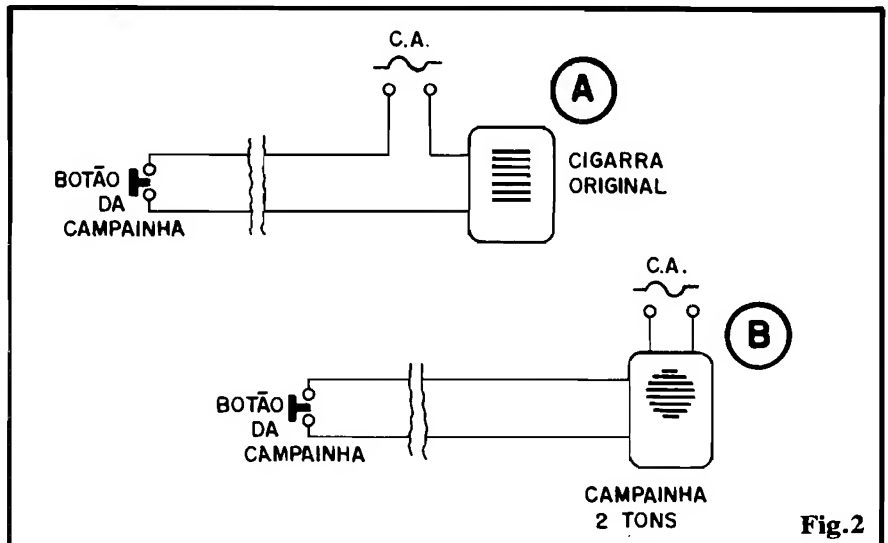 C.A.
A
CIGARRA
ORIGINAL
BOTÃO
DA
CAMPAINHA
C.A.
B
BOTÃO
DA
CAMPAINHA
CAMPAINHA
2 TONS
Fig.2